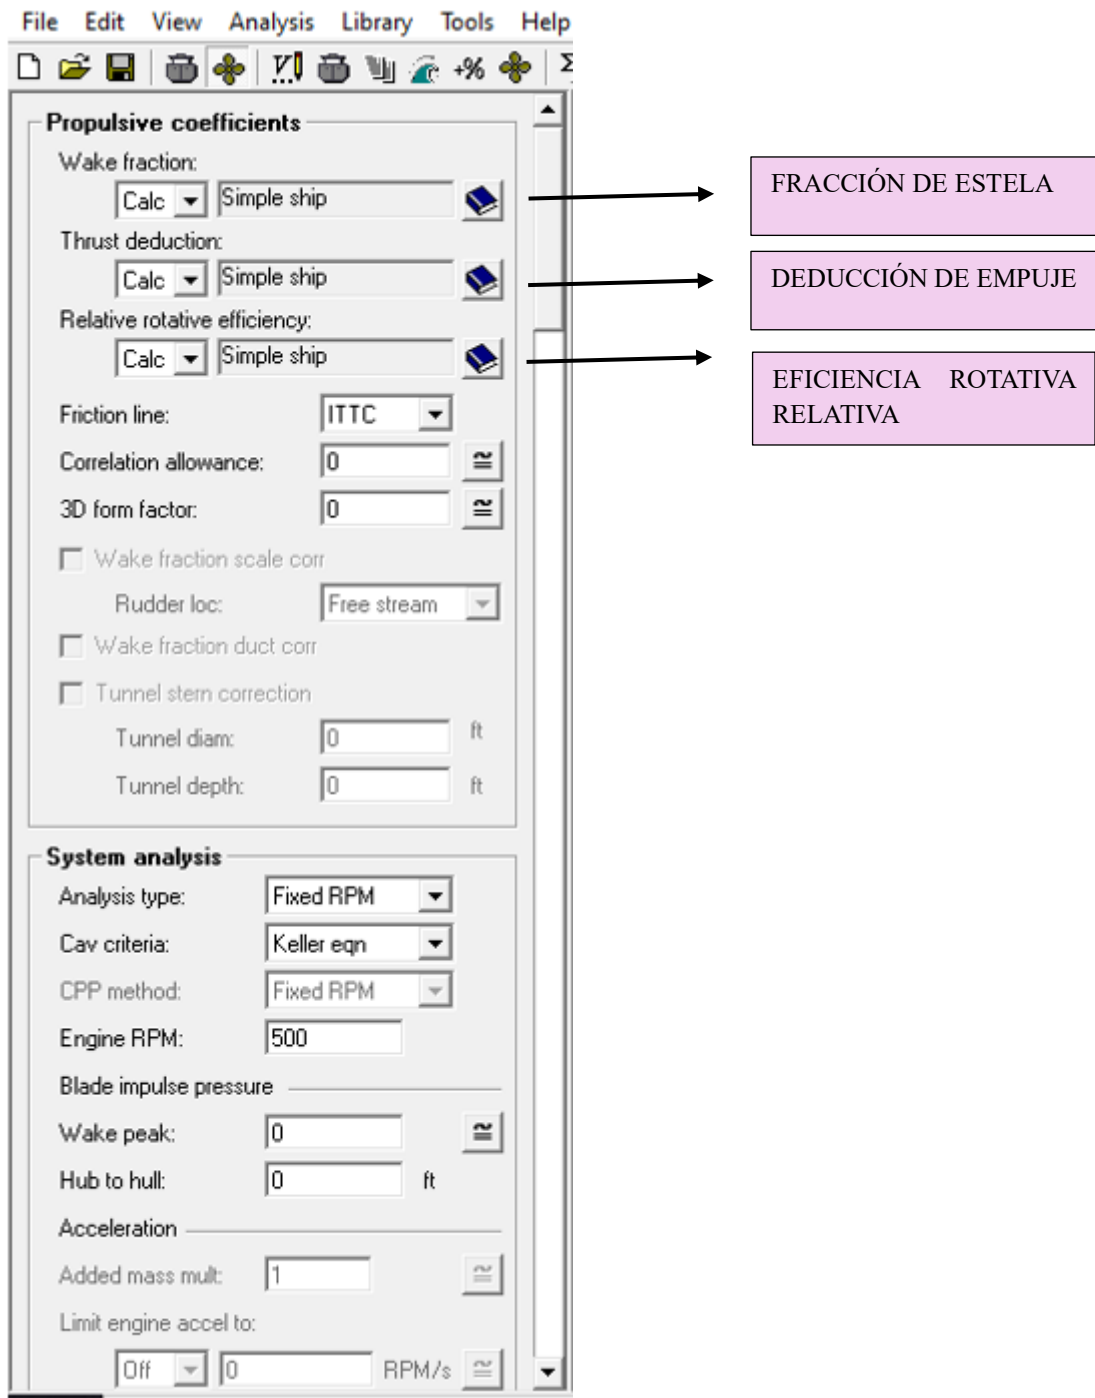 File Edit View Analysis Library Tools Help
+%
Propulsive coefficients
Wake fraction:
Calc Simple ship
FRACCIÓN DE ESTELA
Thrust deduction:
Calc Simple ship
DEDUCCIÓN DE EMPUJE
Relative rotative efficiency:
Calc Simple ship
EFICIENCIA ROTATIVA
RELATIVA
Friction line: ITTC
Correlation allowance: 0 ≅
3D form factor: 0 ≅
Wake fraction scale corr
Rudder loc: Free stream
Wake fraction duct corr
Tunnel stern correction
Tunnel diam: 0 ft
Tunnel depth: 0 ft
System analysis
Analysis type: Fixed RPM
Cav criteria: Keller eqn
CPP method: Fixed RPM
Engine RPM: 500
Blade impulse pressure
Wake peak: 0 ≅
Hub to hull: 0 ft
Acceleration
Added mass mult: 1 ≅
Limit engine accel to:
Off 0 RPM/s ≅